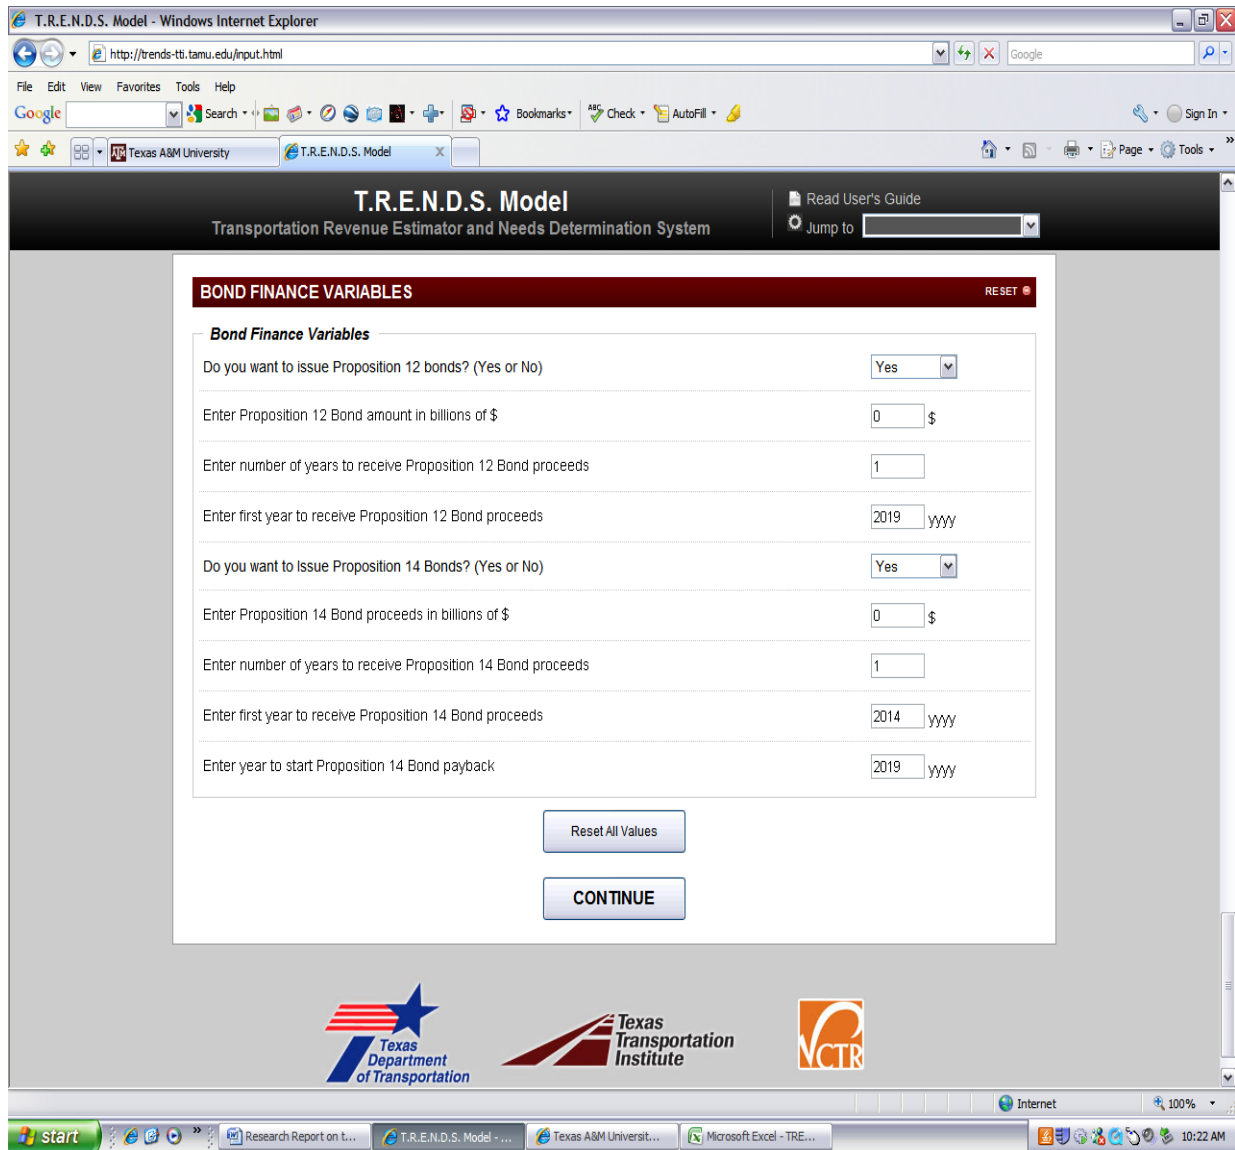 T.R.E.N.D.S. Model - Windows Internet Explorer
http://trends-tti.tamu.edu/input.html
Google
File Edit View Favorites Tools Help
Google Search Bookmarks Check AutoFill Sign In
Texas A&M University T.R.E.N.D.S. Model X Page Tools
T.R.E.N.D.S. Model
Transportation Revenue Estimator and Needs Determination System
Read User's Guide
Jump to
BOND FINANCE VARIABLES RESET
Bond Finance Variables
Do you want to issue Proposition 12 bonds? (Yes or No) Yes
Enter Proposition 12 Bond amount in billions of $ 0 $
Enter number of years to receive Proposition 12 Bond proceeds 1
Enter first year to receive Proposition 12 Bond proceeds 2019 yyyy
Do you want to Issue Proposition 14 Bonds? (Yes or No) Yes
Enter Proposition 14 Bond proceeds in billions of $ 0 $
Enter number of years to receive Proposition 14 Bond proceeds 1
Enter first year to receive Proposition 14 Bond proceeds 2014 yyyy
Enter year to start Proposition 14 Bond payback 2019 yyyy
Reset All Values
CONTINUE
Texas
Department
of Transportation
Texas
Transportation
Institute
CTR
Internet 100%
start Research Report on t... T.R.E.N.D.S. Model - ... Texas A&M Universit... Microsoft Excel - TRE... 10:22 AM